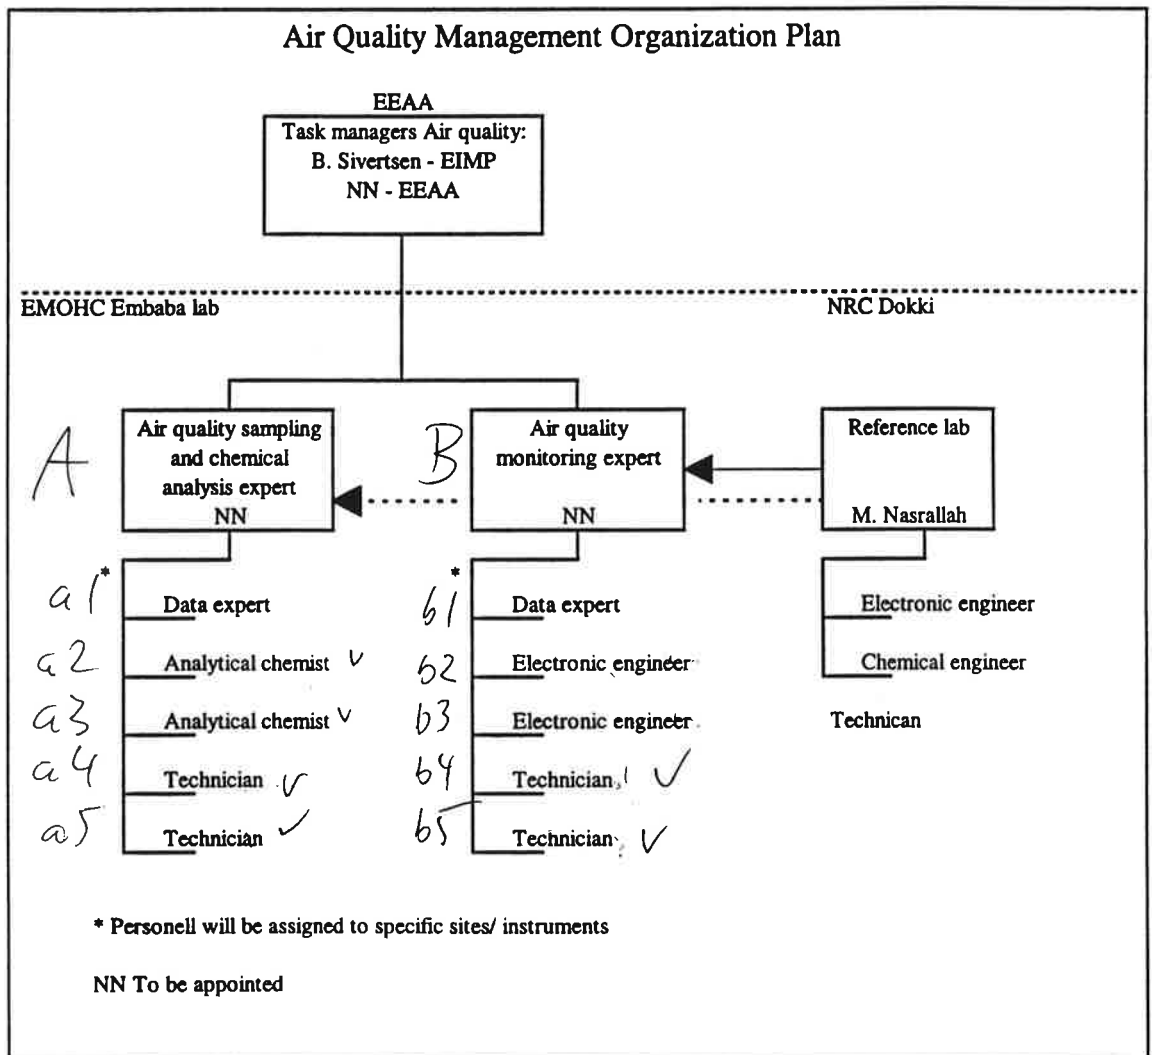 Air Quality Management Organization Plan
EEAA
Task managers Air quality:
B. Sivertsen - EIMP
NN - EEAA
EMOHC Embaba lab
NRC Dokki
A
Air quality sampling
and chemical
analysis expert
NN
B
Air quality
monitoring expert
NN
Reference lab
M. Nasrallah
*
a1 Data expert
a2 Analytical chemist ✓
a3 Analytical chemist ✓
a4 Technician ✓
a5 Technician ✓
*
b1 Data expert
b2 Electronic engineer
b3 Electronic engineer
b4 Technician ✓
b5 Technician ✓
Electronic engineer
Chemical engineer
Technican
* Personell will be assigned to specific sites/ instruments
NN To be appointed